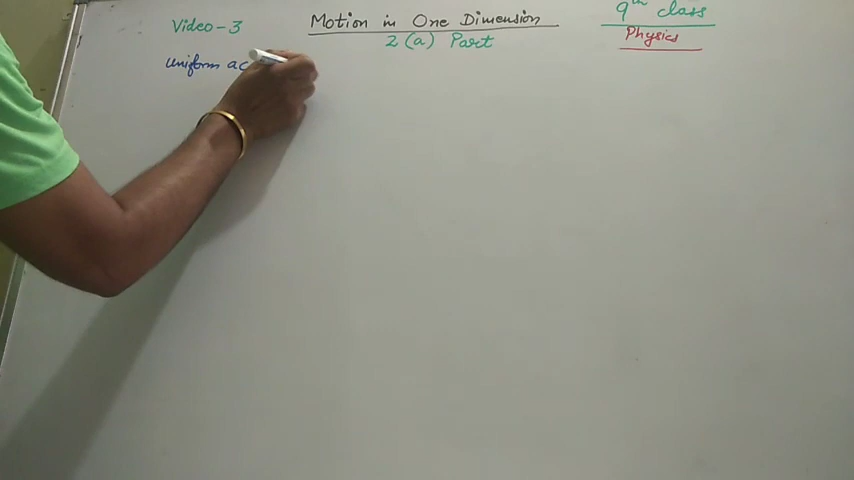 Video-3
Motion in One Dimension
2 (a) Part
9th class
Physics
uniform ac